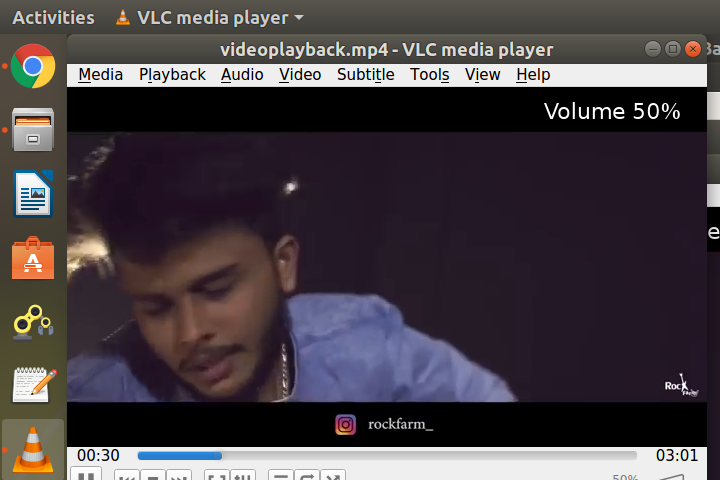 Activities VLC media player
videoplayback.mp4 - VLC media player
Media Playback Audio Video Subtitle Tools View Help
Volume 50%
Rock
rockfarm_
00:30 03:01
50%